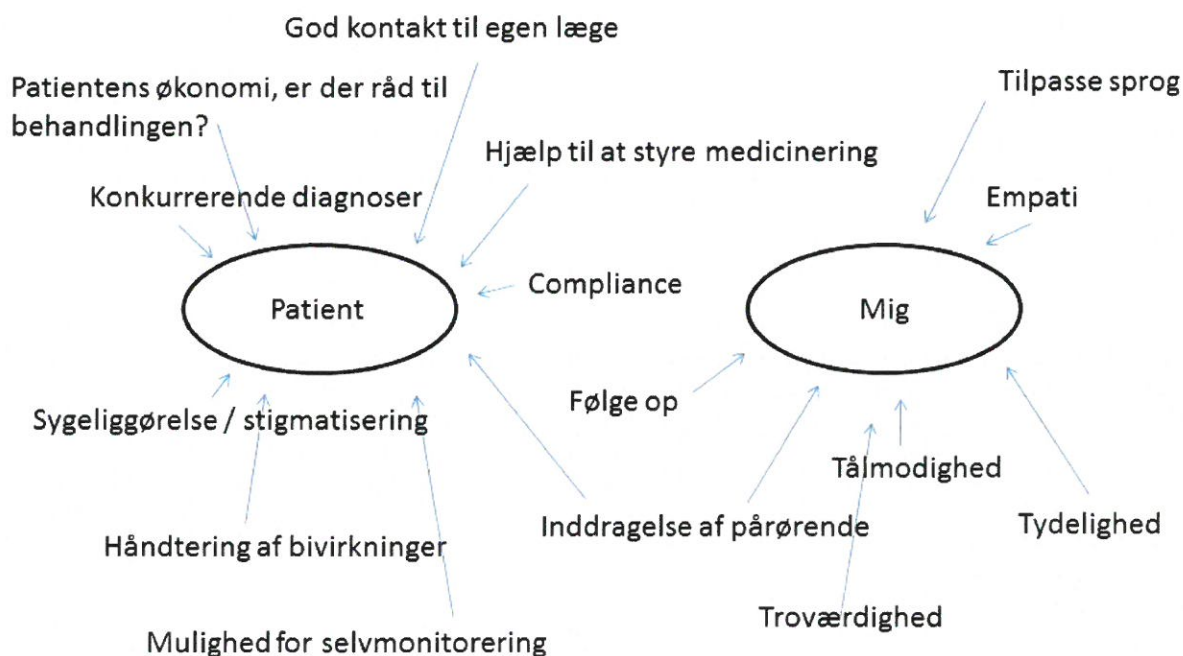 God kontakt til egen læge
Patientens økonomi, er der råd til
behandlingen?
Tilpasse sprog
Hjælp til at styre medicinering
Konkurrerende diagnoser
Empati
Compliance
Patient
Mig
Følge op
Sygeliggørelse / stigmatisering
Tålmodighed
Inddragelse af pårørende
Tydelighed
Håndtering af bivirkninger
Troværdighed
Mulighed for selvmonitorering